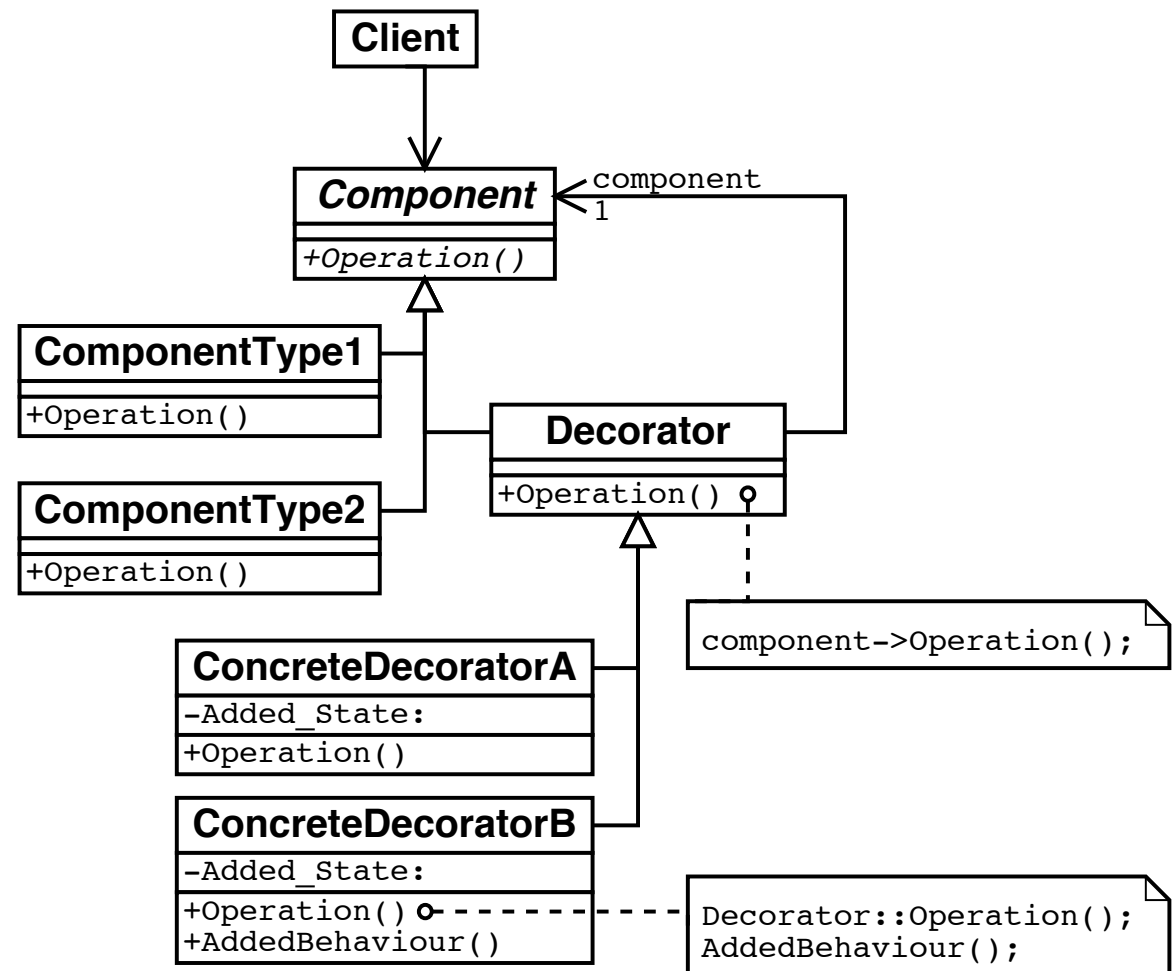 Client
Component
+Operation()
component
1
ComponentType1
+Operation()
Decorator
+Operation()
ComponentType2
+Operation()
component->Operation();
ConcreteDecoratorA
-Added_State:
+Operation()
ConcreteDecoratorB
-Added_State:
+Operation()
+AddedBehaviour()
Decorator::Operation();
AddedBehaviour();